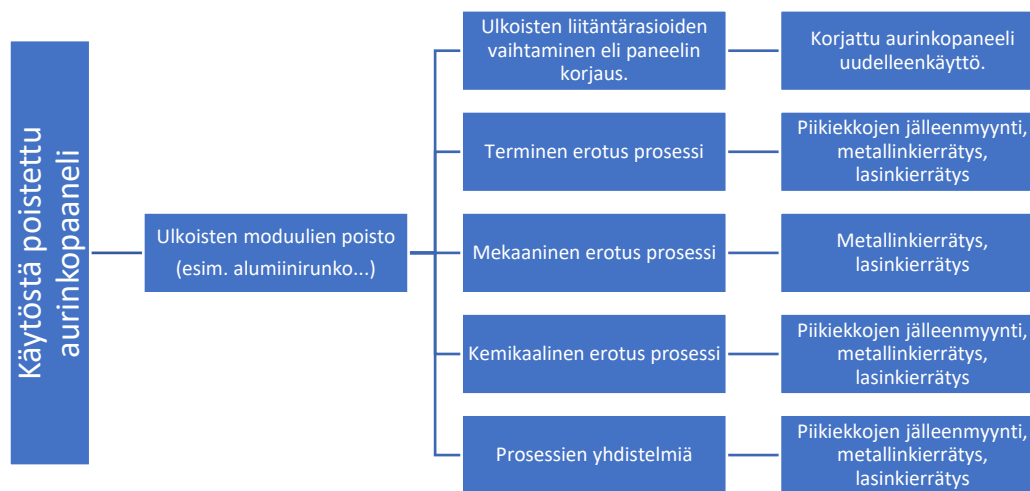 Käytöstä poistettu
aurinkopaaneli
Ulkoisten moduulien poisto
(esim. alumiinirunko...)
Ulkoisten liitäntärasioiden
vaihtaminen eli paneelin
korjaus.
Korjattu aurinkopaneeli
uudelleenkäyttö.
Terminen erotus prosessi
Piikiekkojen jälleenmyynti,
metallinkierrätys,
lasinkierrätys
Mekaaninen erotus prosessi
Metallinkierrätys,
lasinkierrätys
Kemikaalinen erotus prosessi
Piikiekkojen jälleenmyynti,
metallinkierrätys,
lasinkierrätys
Prosessien yhdistelmiä
Piikiekkojen jälleenmyynti,
metallinkierrätys,
lasinkierrätys